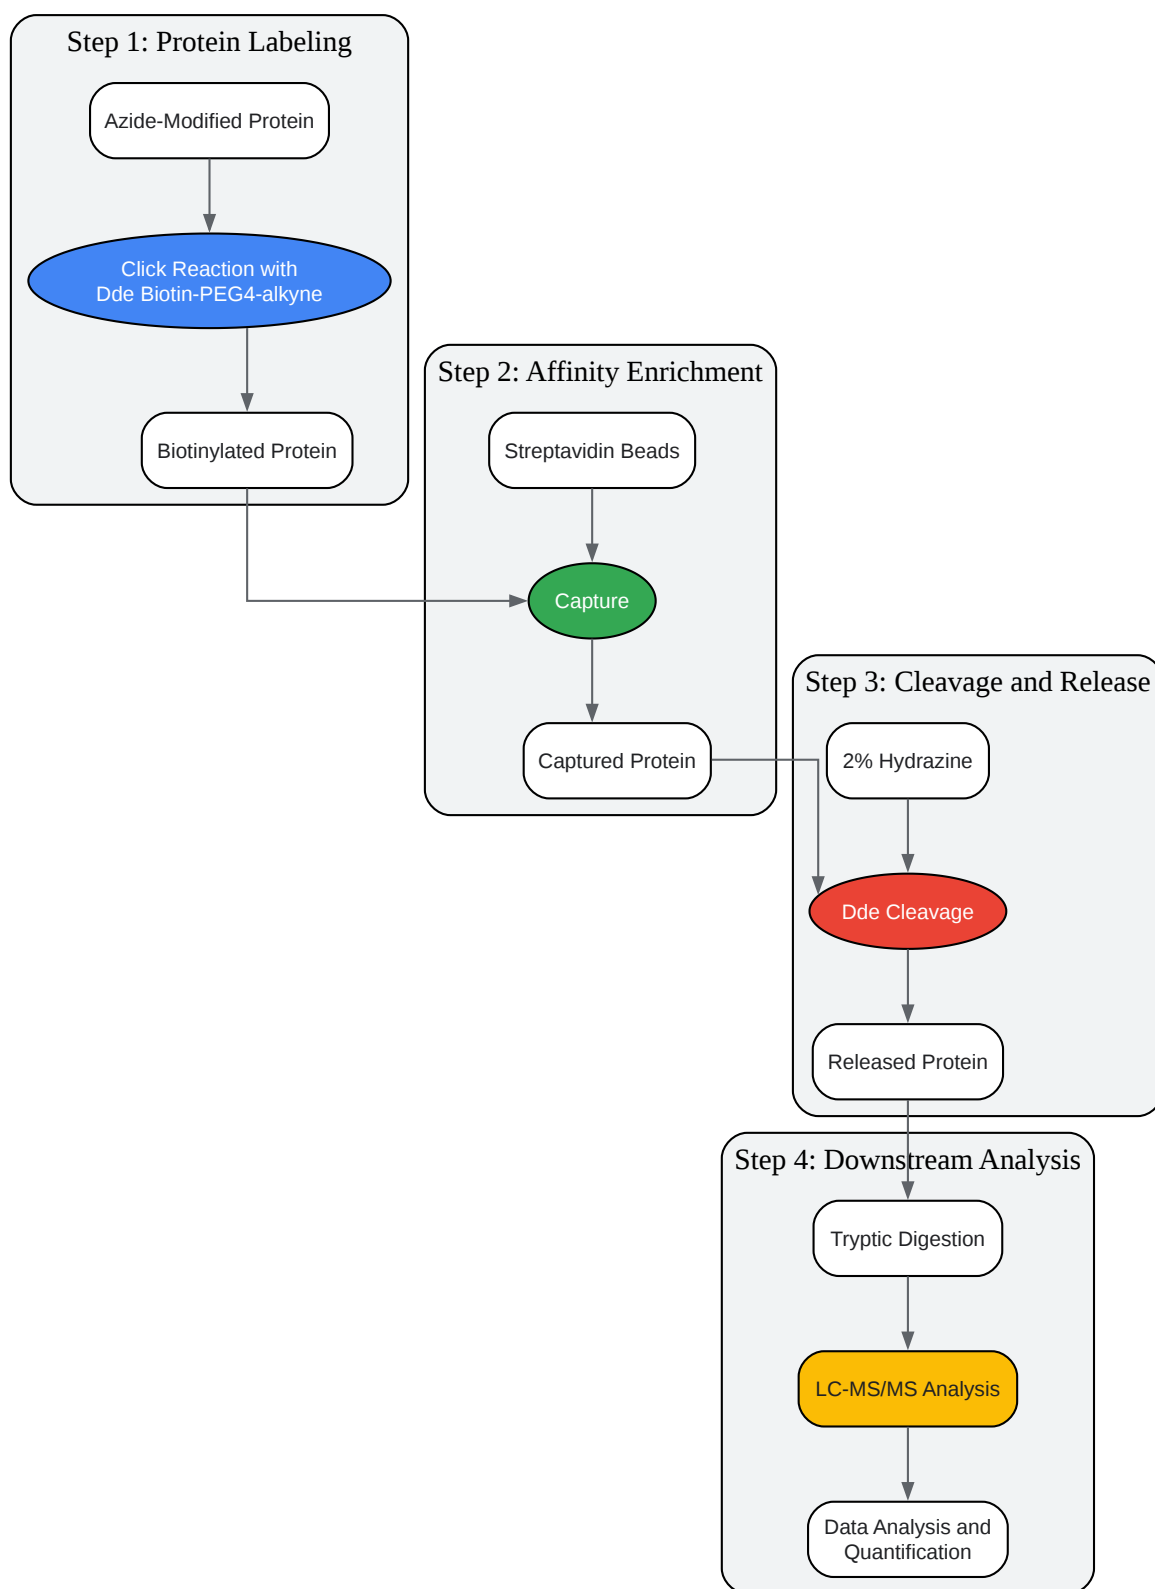 Step 1: Protein Labeling
Azide-Modified Protein
Click Reaction with
Dde Biotin-PEG4-alkyne
Biotinylated Protein
Step 2: Affinity Enrichment
Streptavidin Beads
Capture
Captured Protein
Step 3: Cleavage and Release
2% Hydrazine
Dde Cleavage
Released Protein
Step 4: Downstream Analysis
Tryptic Digestion
LC-MS/MS Analysis
Data Analysis and
Quantification